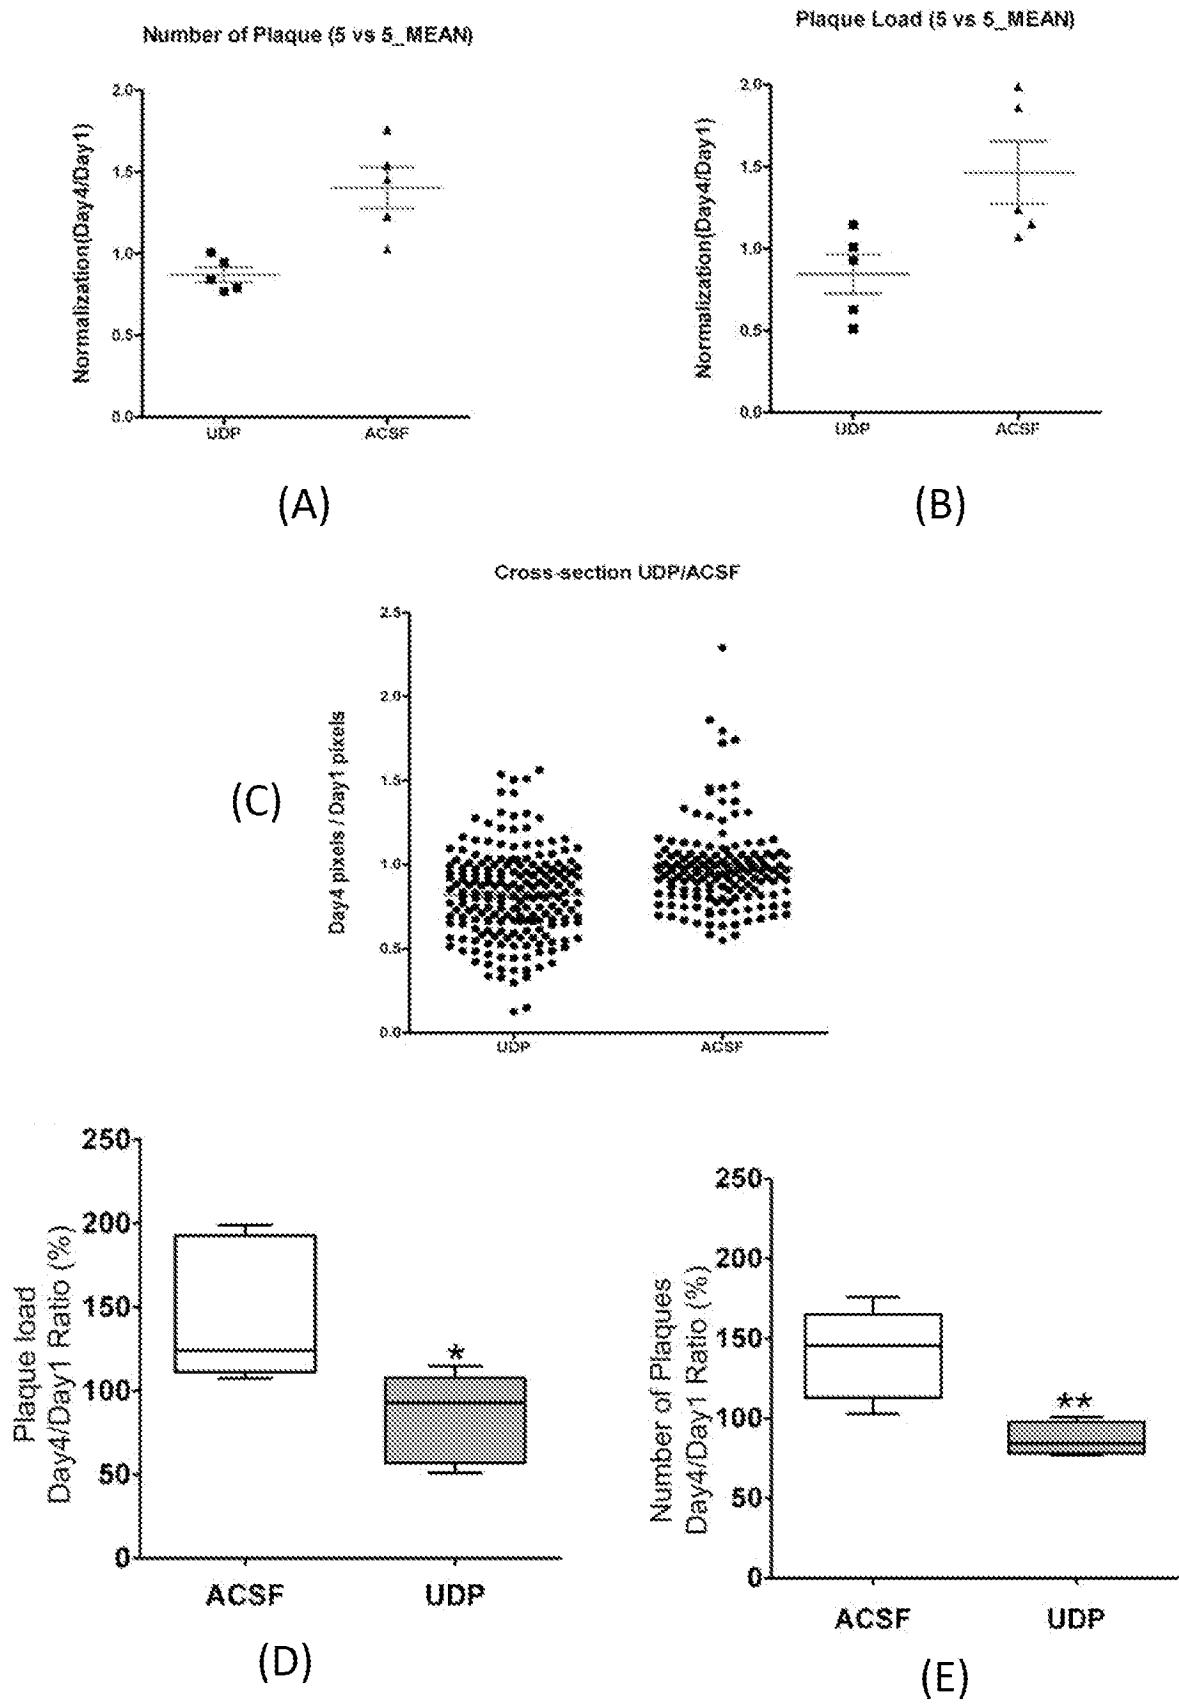 Number of Plaque (5 vs 5_MEAN)
Normalization(Day4/Day1)
2.0
1.5
1.0
0.5
0.0
UDP
ACSF
(A)
Plaque Load (5 vs 5_MEAN)
Normalization(Day4/Day1)
2.0
1.5
1.0
0.5
0.0
UDP
ACSF
(B)
Cross-section UDP/ACSF
(C)
Day4 pixels / Day1 pixels
2.5
2.0
1.5
1.0
0.5
0.0
UDP
ACSF
Plaque load
Day4/Day1 Ratio (%)
250
200
150
100
50
0
*
ACSF
UDP
(D)
Number of Plaques
Day4/Day1 Ratio (%)
250
200
150
100
50
0
**
ACSF
UDP
(E)